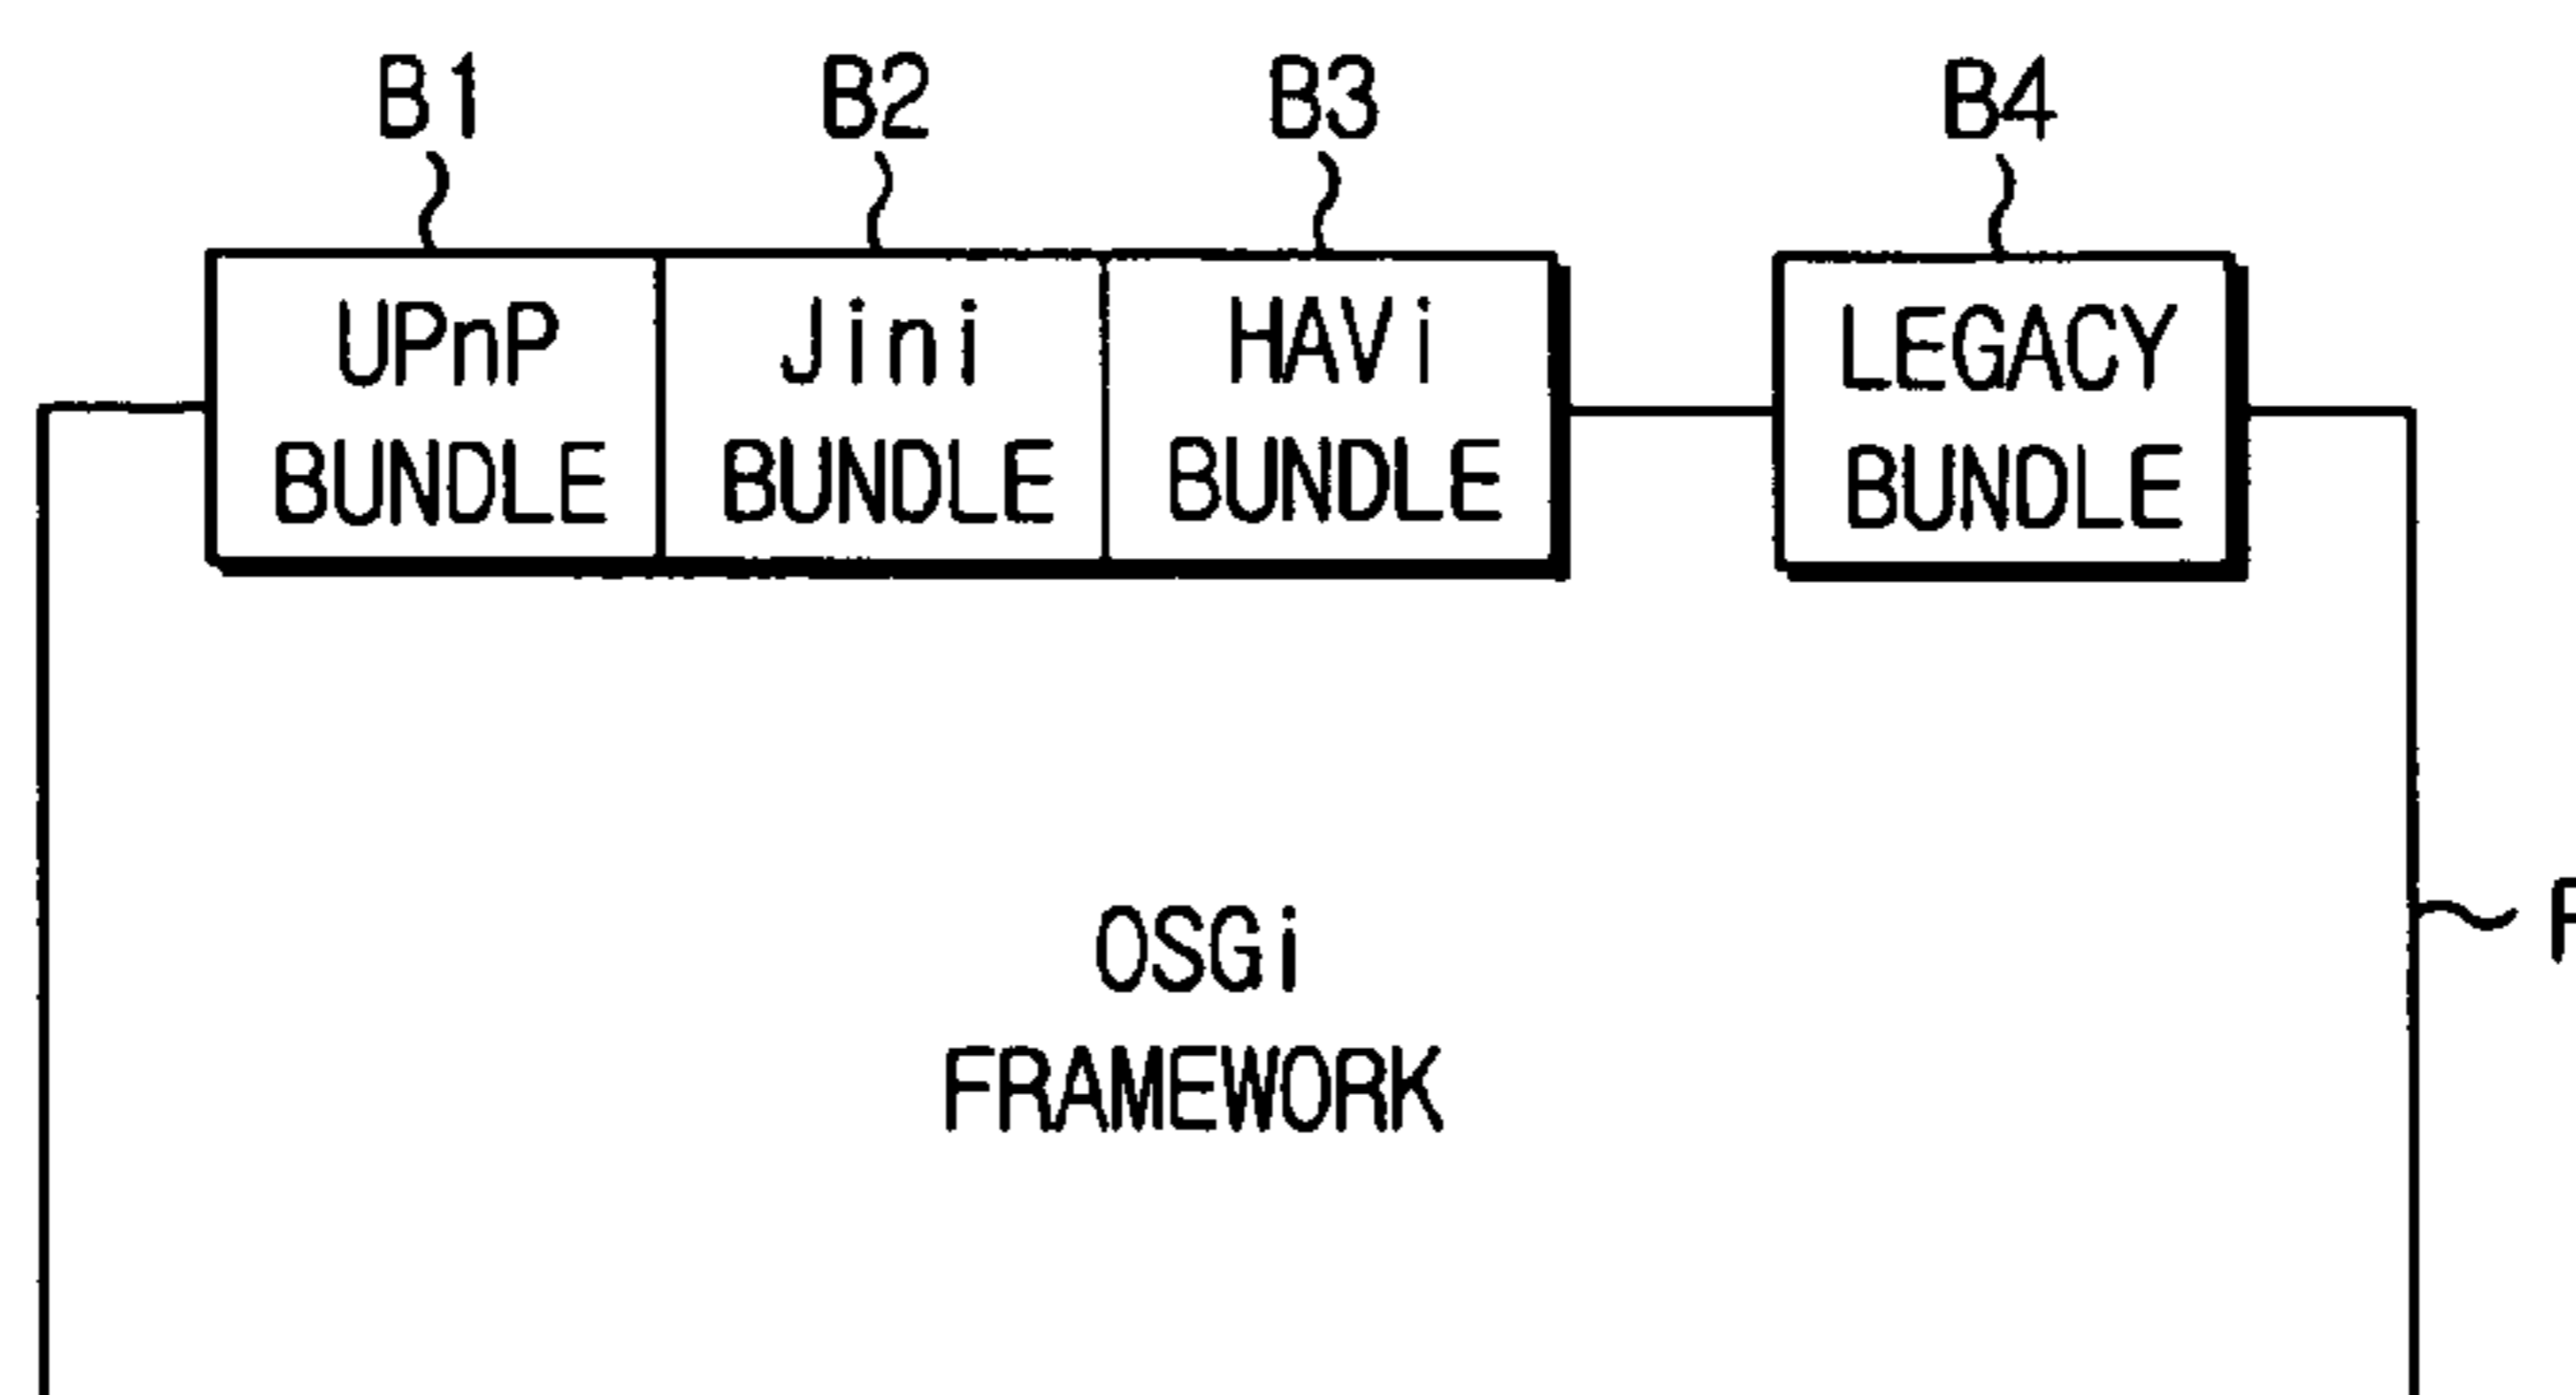 B1 B2 B3 B4
UPnP Jini HAVi LEGACY
BUNDLE BUNDLE BUNDLE BUNDLE
OSGi
FRAMEWORK